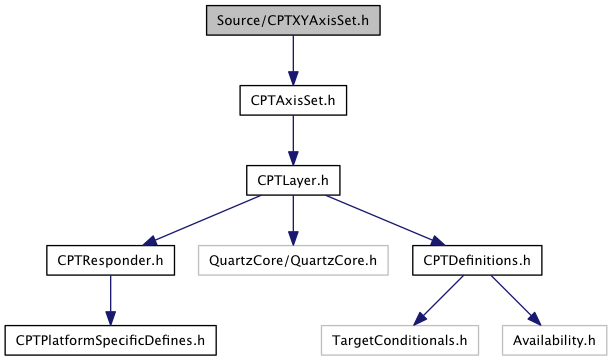 Source/CPTXYAxisSet.h
CPTAxisSet.h
CPTLayer.h
CPTResponder.h
QuartzCore/QuartzCore.h
CPTDefinitions.h
CPTPlatformSpecificDefines.h
TargetConditionals.h
Availability.h